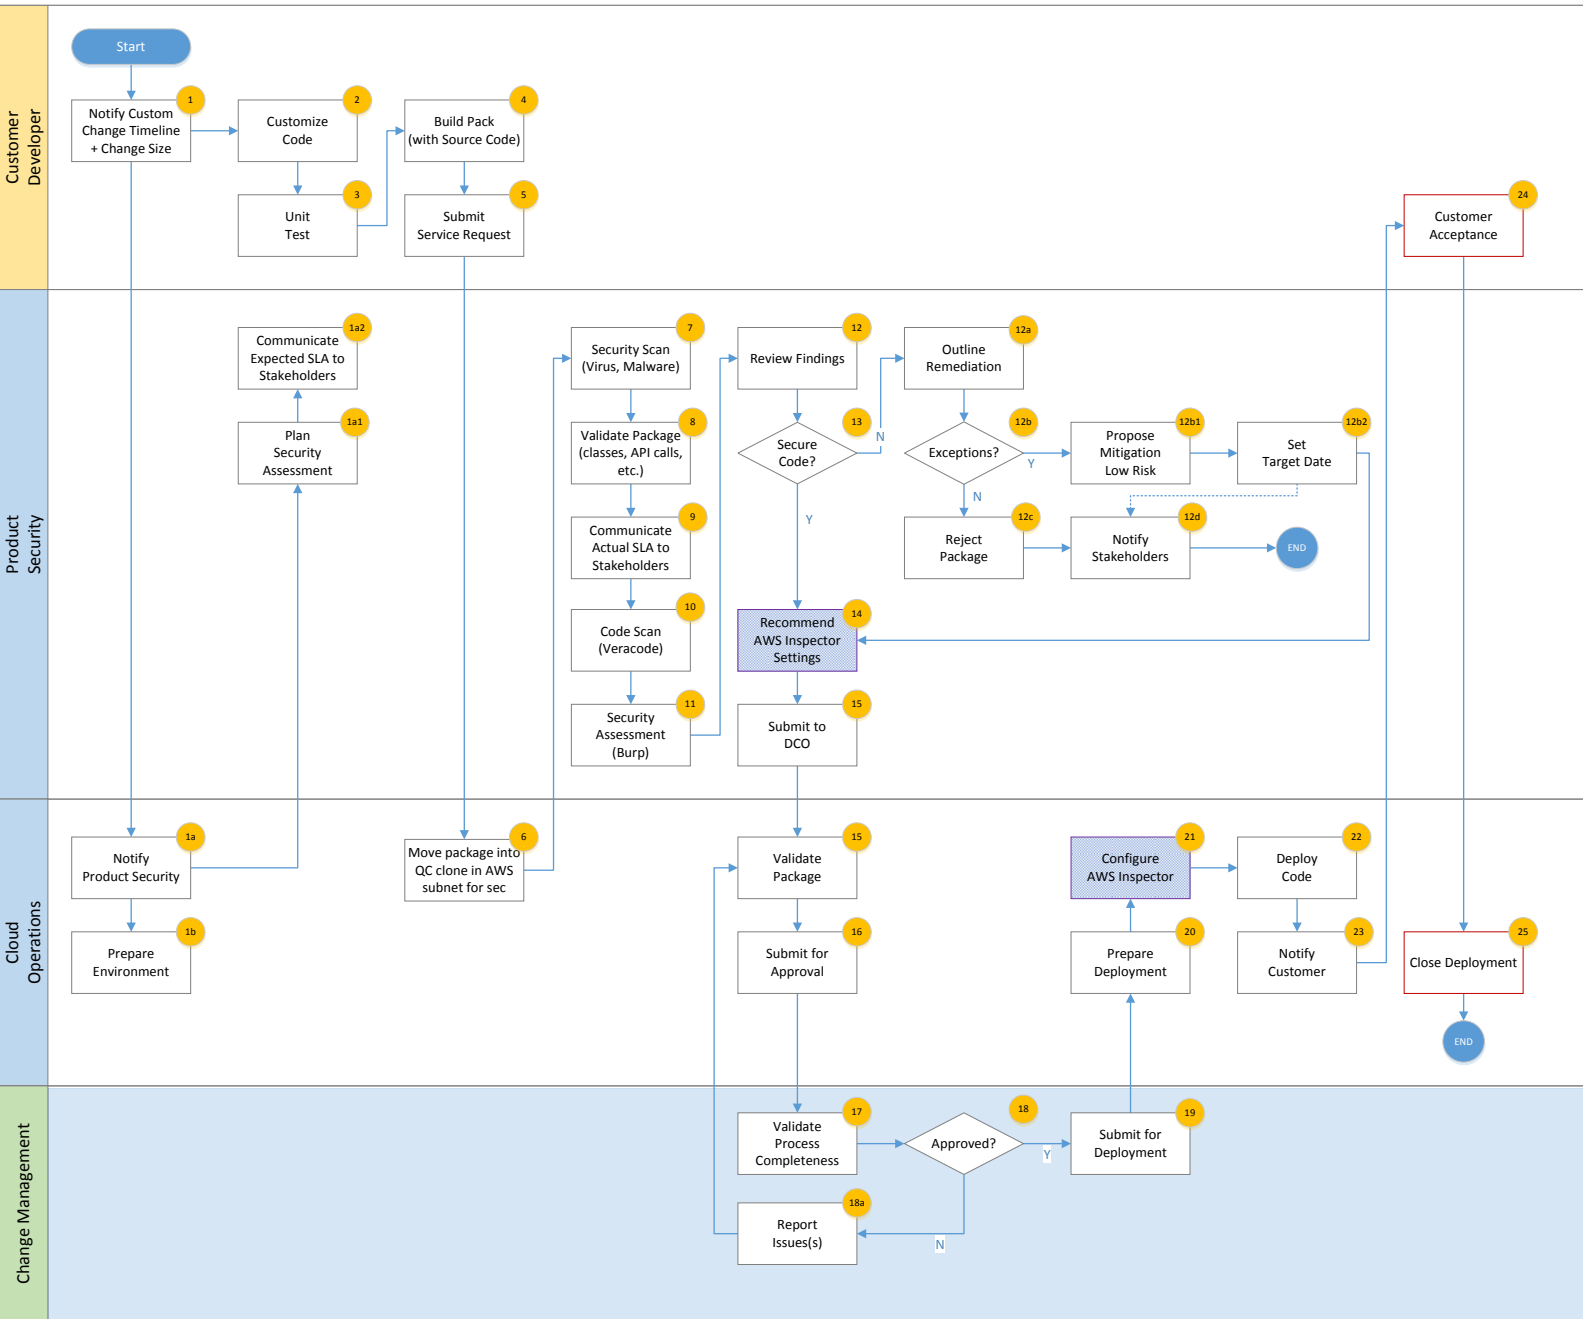 Customer
Developer
Start
1
Notify Custom
Change Timeline
+ Change Size
2
Customize
Code
3
Unit
Test
4
Build Pack
(with Source Code)
5
Submit
Service Request
24
Customer
Acceptance
Product
Security
1a2
Communicate
Expected SLA to
Stakeholders
1a1
Plan
Security
Assessment
7
Security Scan
(Virus, Malware)
8
Validate Package
(classes, API calls,
etc.)
9
Communicate
Actual SLA to
Stakeholders
10
Code Scan
(Veracode)
11
Security
Assessment
(Burp)
12
Review Findings
13
Secure
Code?
N
Y
12a
Outline
Remediation
12b
Exceptions?
Y
N
12b1
Propose
Mitigation
Low Risk
12b2
Set
Target Date
12c
Reject
Package
12d
Notify
Stakeholders
END
14
Recommend
AWS Inspector
Settings
15
Submit to
DCO
Cloud
Operations
1a
Notify
Product Security
1b
Prepare
Environment
6
Move package into
QC clone in AWS
subnet for sec
15
Validate
Package
16
Submit for
Approval
21
Configure
AWS Inspector
20
Prepare
Deployment
22
Deploy
Code
23
Notify
Customer
25
Close Deployment
END
Change Management
17
Validate
Process
Completeness
18
Approved?
Y
N
19
Submit for
Deployment
18a
Report
Issues(s)